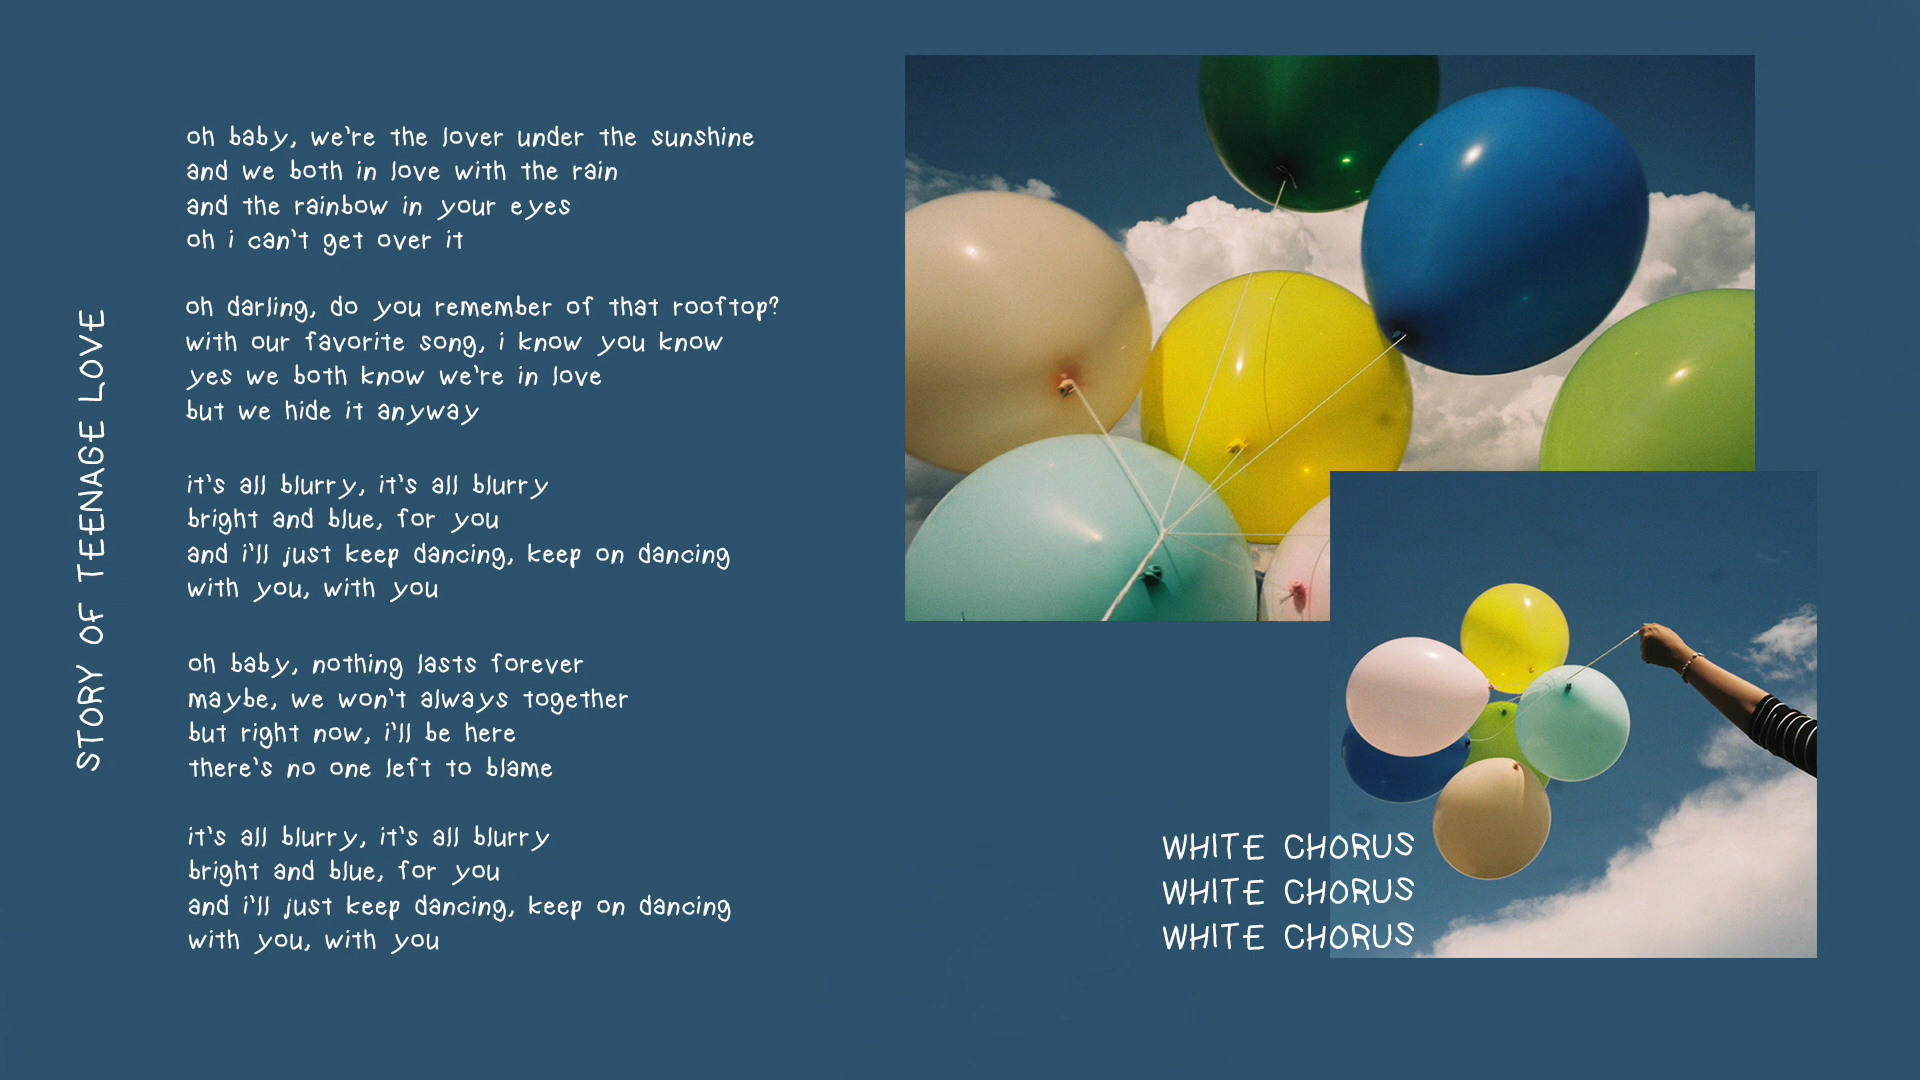 STORY OF TEENAGE LOVE
oh baby, we're the lover under the sunshine
and we both in love with the rain
and the rainbow in your eyes
oh i can't get over it
oh darling, do you remember of that rooftop?
with our favorite song, i know you know
yes we both know we're in love
but we hide it anyway
it's all blurry, it's all blurry
bright and blue, for you
and i'll just keep dancing, keep on dancing
with you, with you
oh baby, nothing lasts forever
maybe, we won't always together
but right now, i'll be here
there's no one left to blame
it's all blurry, it's all blurry
bright and blue, for you
and i'll just keep dancing, keep on dancing
with you, with you
WHITE CHORUS
WHITE CHORUS
WHITE CHORUS